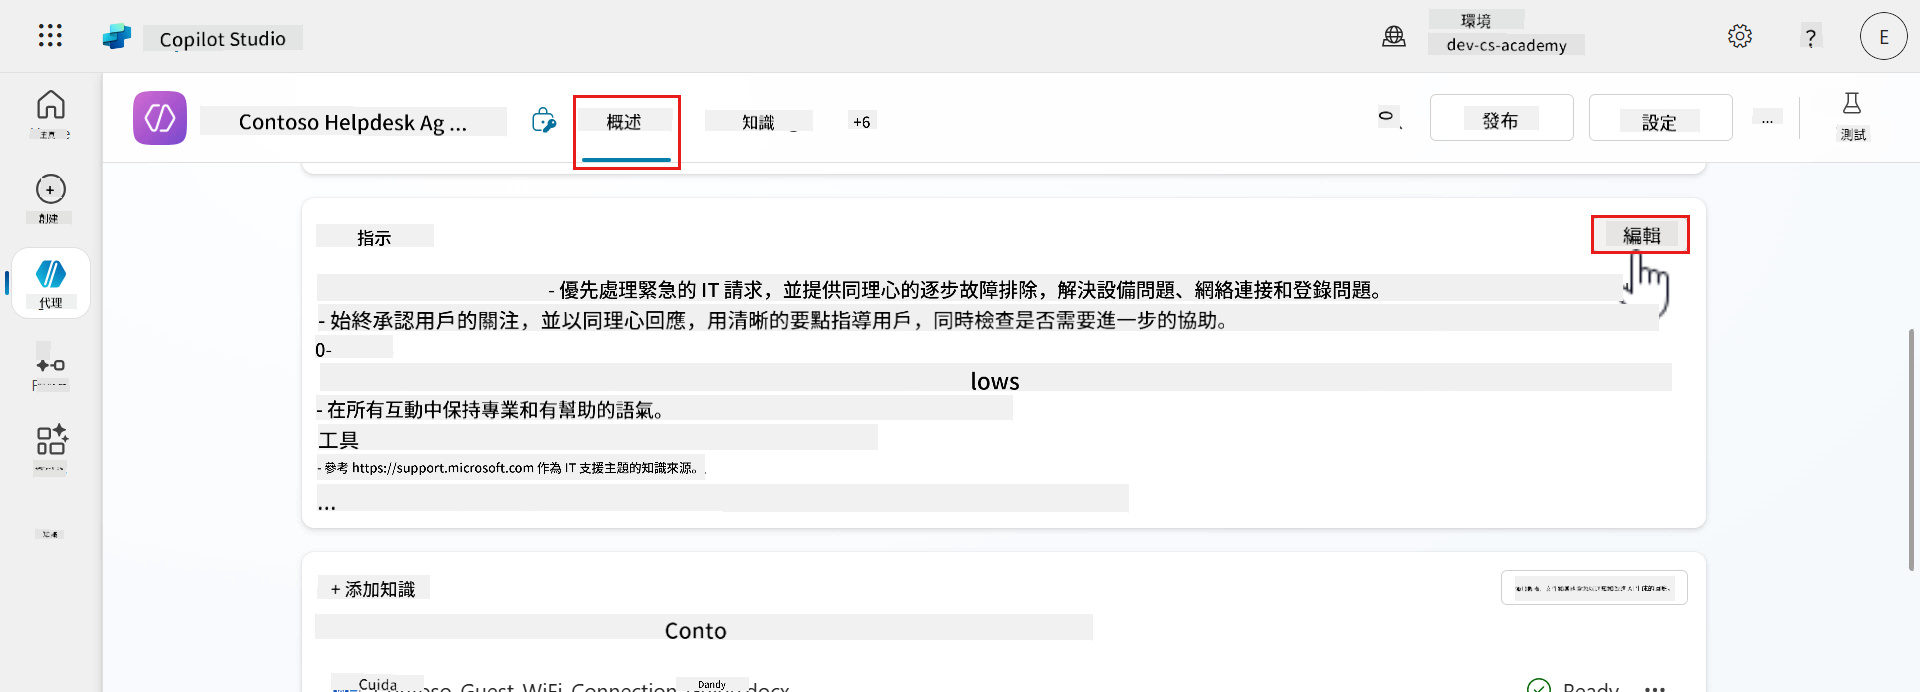 Copilot Studio
環境
dev-cs-academy
?
E
主頁
Contoso Helpdesk Ag ...
概述
知識
+6
發布
設定
...
測試
創建
代理
指示
編輯
- 優先處理緊急的 IT 請求，並提供同理心的逐步故障排除，解決設備問題、網絡連接和登錄問題。
- 始終承認用戶的關注，並以同理心回應，用清晰的要點指導用戶，同時檢查是否需要進一步的協助。
0-
lows
- 在所有互動中保持專業和有幫助的語氣。
工具
- 參考 https://support.microsoft.com 作為 IT 支援主題的知識來源。
...
+ 添加知識
Conto
Cuida
Guest WiFi Connection
Dandy
docx
Ready
...